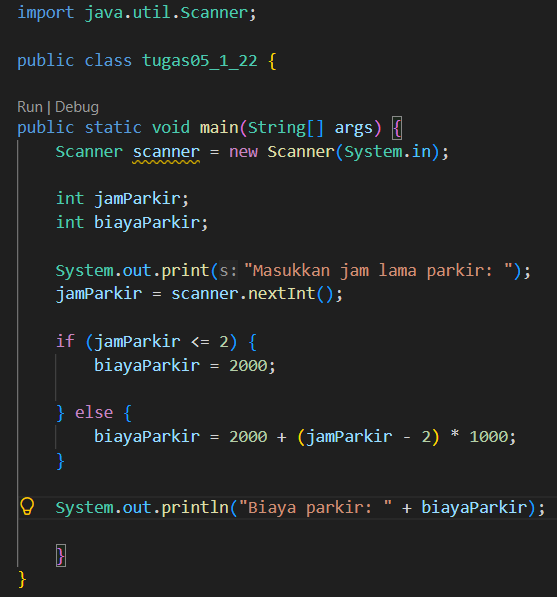 import java.util.Scanner;
public class tugas05_1_22 {
Run | Debug
public static void main(String[] args) {
Scanner scanner = new Scanner(System.in);
int jamParkir;
int biayaParkir;
System.out.print(s: "Masukkan jam lama parkir: ");
jamParkir = scanner.nextInt();
if (jamParkir <= 2) {
biayaParkir = 2000;
} else {
biayaParkir = 2000 + (jamParkir - 2) * 1000;
}
System.out.println("Biaya parkir: " + biayaParkir);
}
}